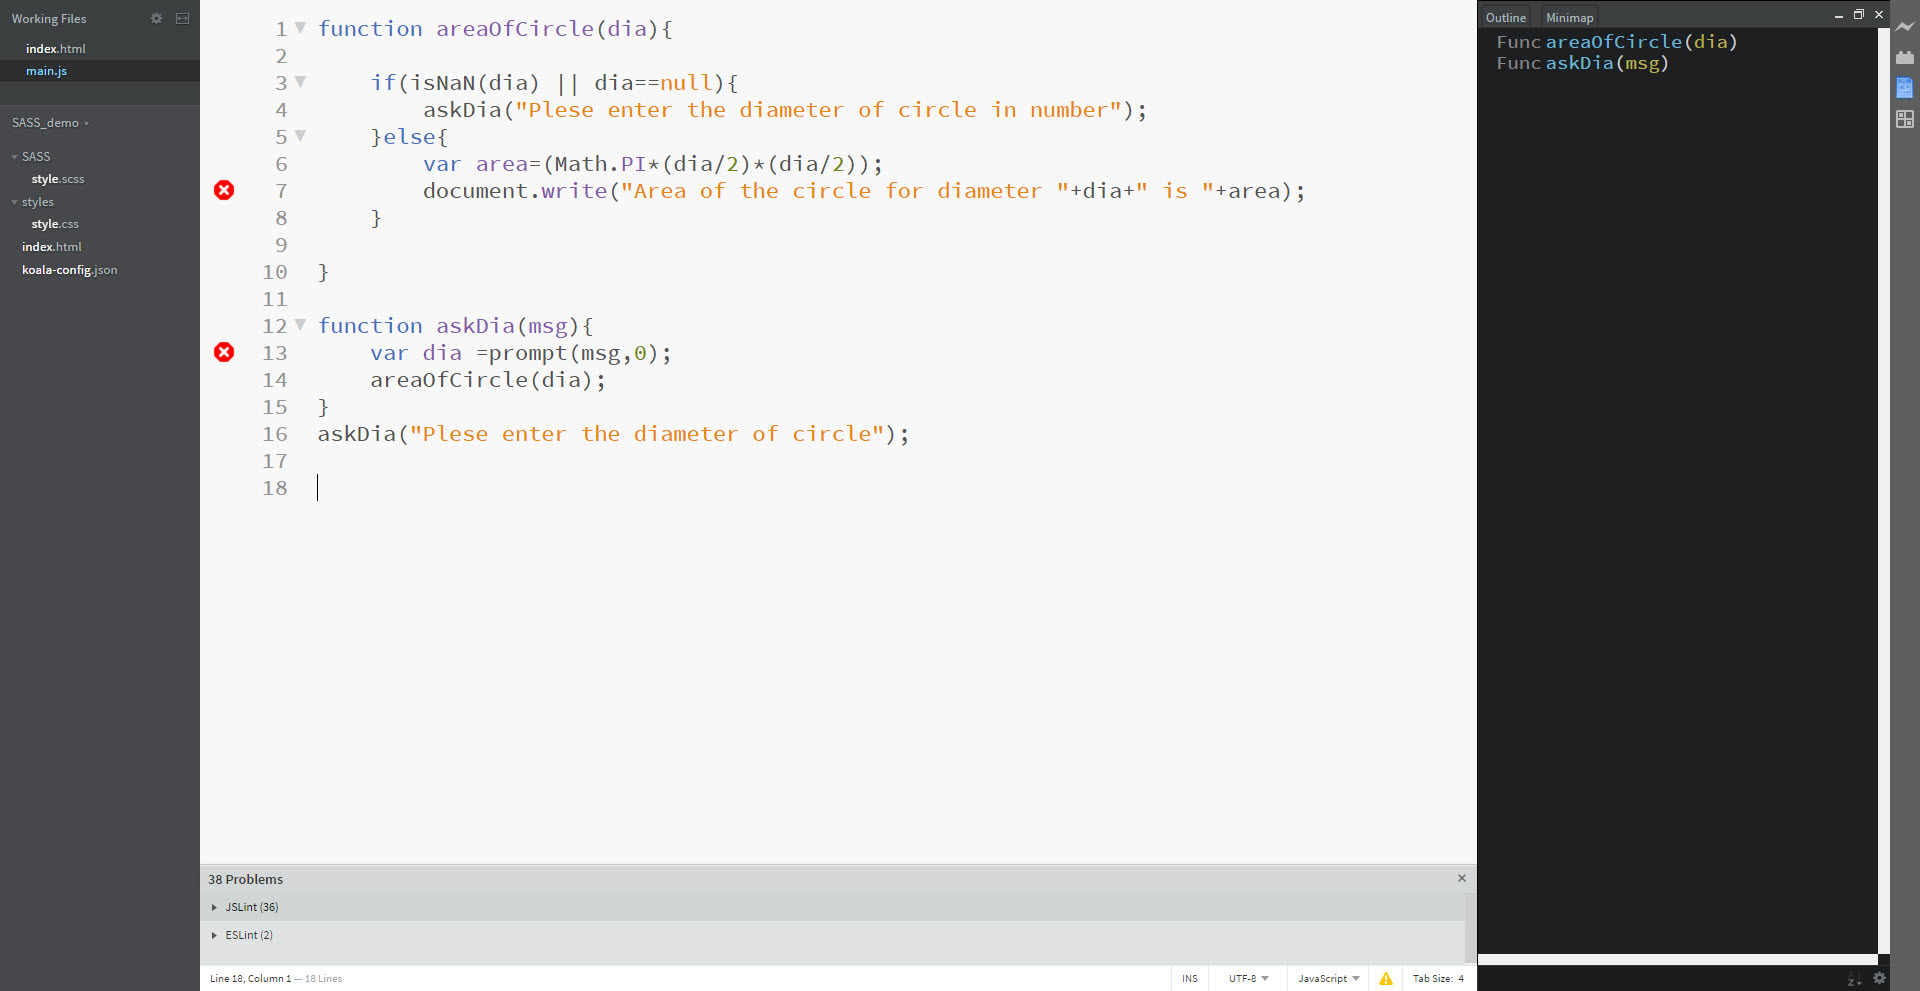 Working Files
index.html
main.js
SASS_demo
SASS
style.scss
styles
style.css
index.html
koala-config.json
1 function areaOfCircle(dia){
2
3 if(isNaN(dia) || dia==null){
4 askDia("Plese enter the diameter of circle in number");
5 }else{
6 var area=(Math.PI*(dia/2)*(dia/2));
7 document.write("Area of the circle for diameter "+dia+" is "+area);
8 }
9
10 }
11
12 function askDia(msg){
13 var dia =prompt(msg,0);
14 areaOfCircle(dia);
15 }
16 askDia("Plese enter the diameter of circle");
17
18
38 Problems
JSLint (36)
ESLint (2)
Line 18, Column 1 — 18 Lines
INS UTF-8 JavaScript Tab Size: 4
Outline Minimap
Func areaOfCircle(dia)
Func askDia(msg)